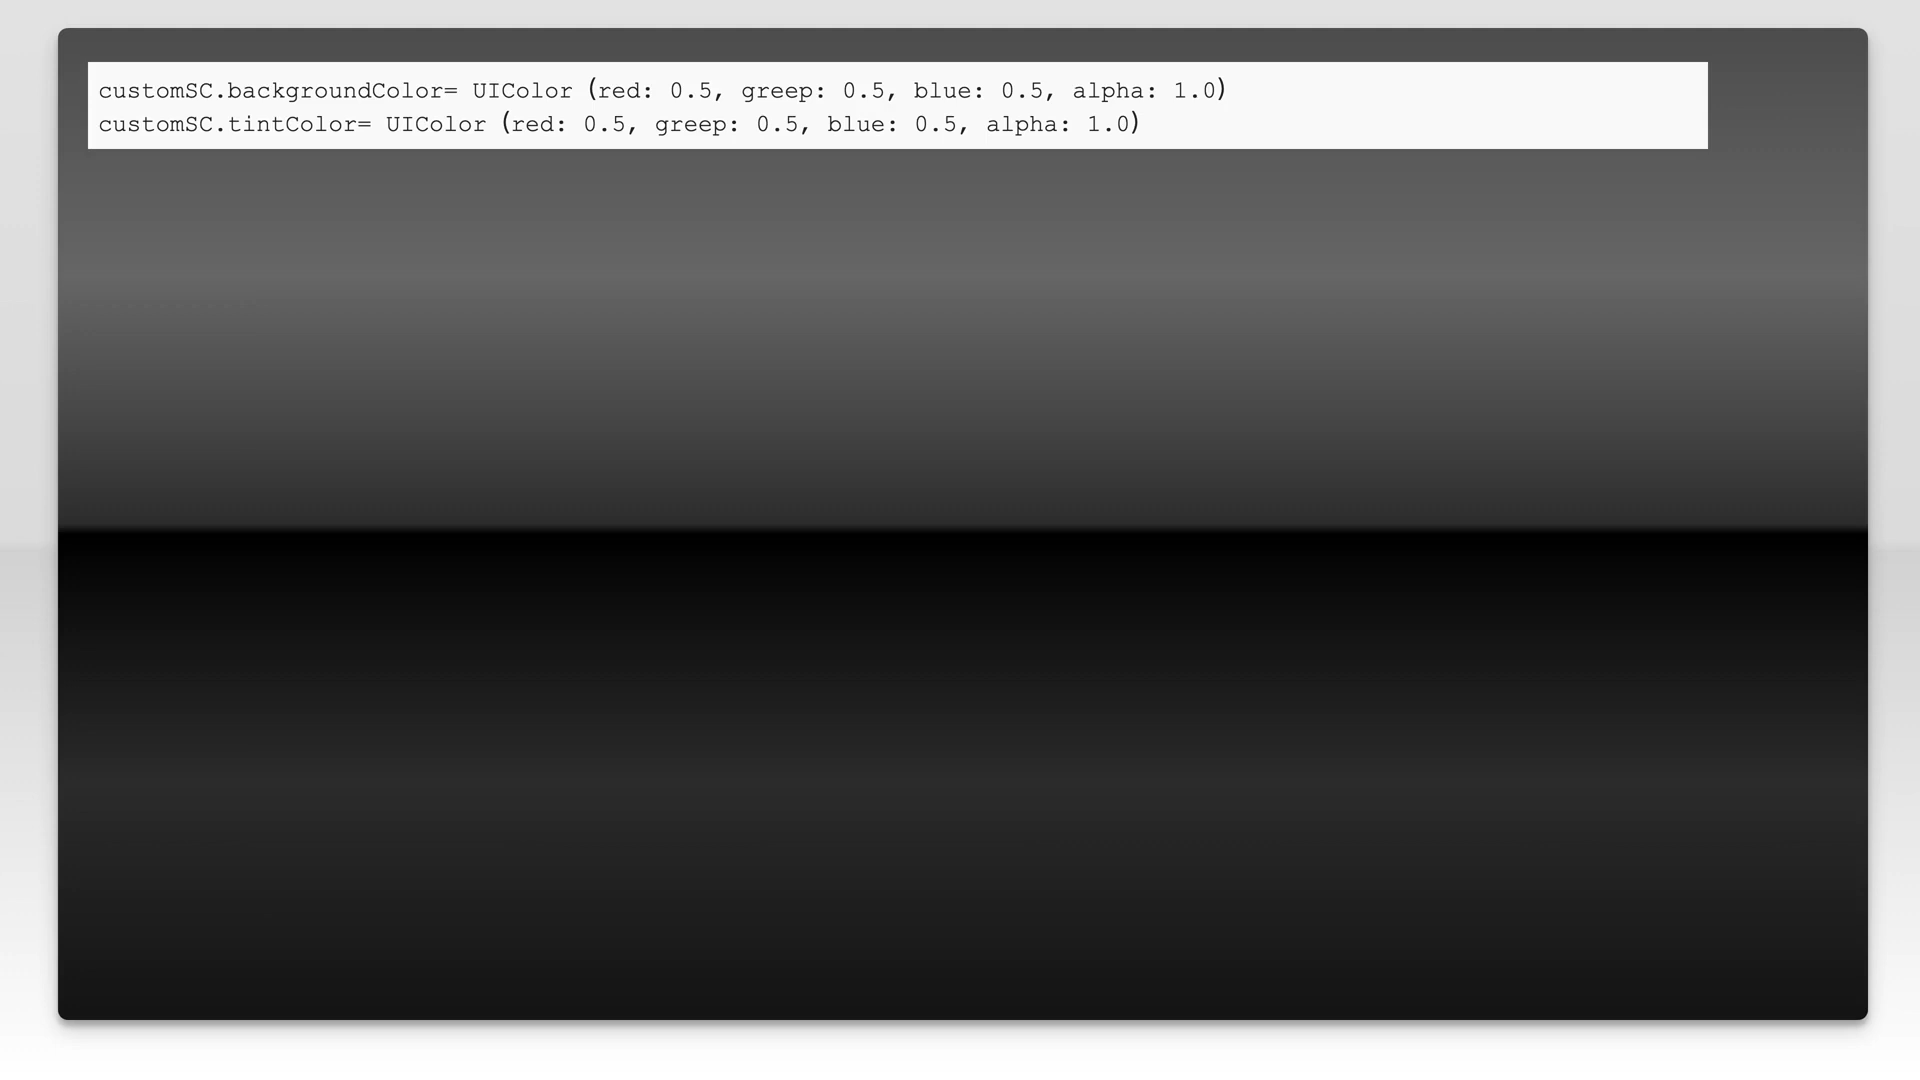 customSC.backgroundColor= UIColor (red: 0.5, greep: 0.5, blue: 0.5, alpha: 1.0)
customSC.tintColor= UIColor (red: 0.5, greep: 0.5, blue: 0.5, alpha: 1.0)